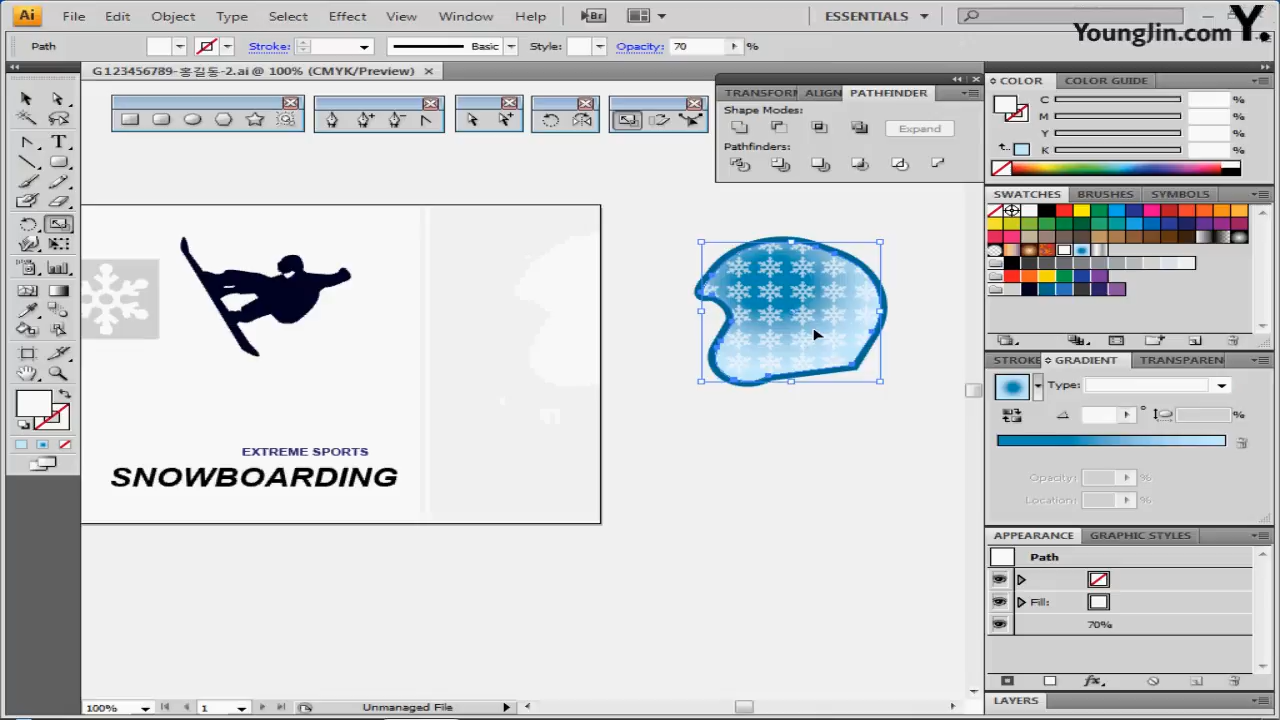 Ai File Edit Object Type Select Effect View Window Help Br ESSENTIALS
YoungJin.com Y.
Path Stroke: Basic Style: Opacity: 70 %
G123456789-홍길동-2.ai @ 100% (CMYK/Preview)
TRANSFORM ALIGN PATHFINDER
Shape Modes:
Expand
Pathfinders:
COLOR COLOR GUIDE
C %
M %
Y %
K %
SWATCHES BRUSHES SYMBOLS
STROKE GRADIENT TRANSPAREN
Type:
° %
Opacity: %
Location: %
EXTREME SPORTS
SNOWBOARDING
APPEARANCE GRAPHIC STYLES
Path
Fill:
70%
fx
LAYERS
100% 1 Unmanaged File